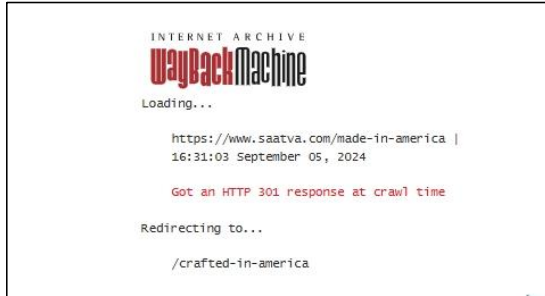 INTERNET ARCHIVE
WayBackMachine
Loading...
https://www.saatva.com/made-in-america |
16:31:03 September 05, 2024
Got an HTTP 301 response at crawl time
Redirecting to...
/crafted-in-america